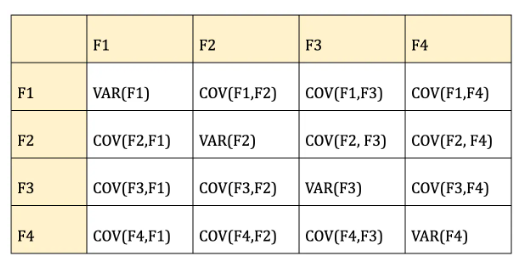 F1 F2 F3 F4
F1 VAR(F1) COV(F1,F2) COV(F1,F3) COV(F1,F4)
F2 COV(F2,F1) VAR(F2) COV(F2, F3) COV(F2, F4)
F3 COV(F3,F1) COV(F3,F2) VAR(F3) COV(F3,F4)
F4 COV(F4,F1) COV(F4,F2) COV(F4,F3) VAR(F4)